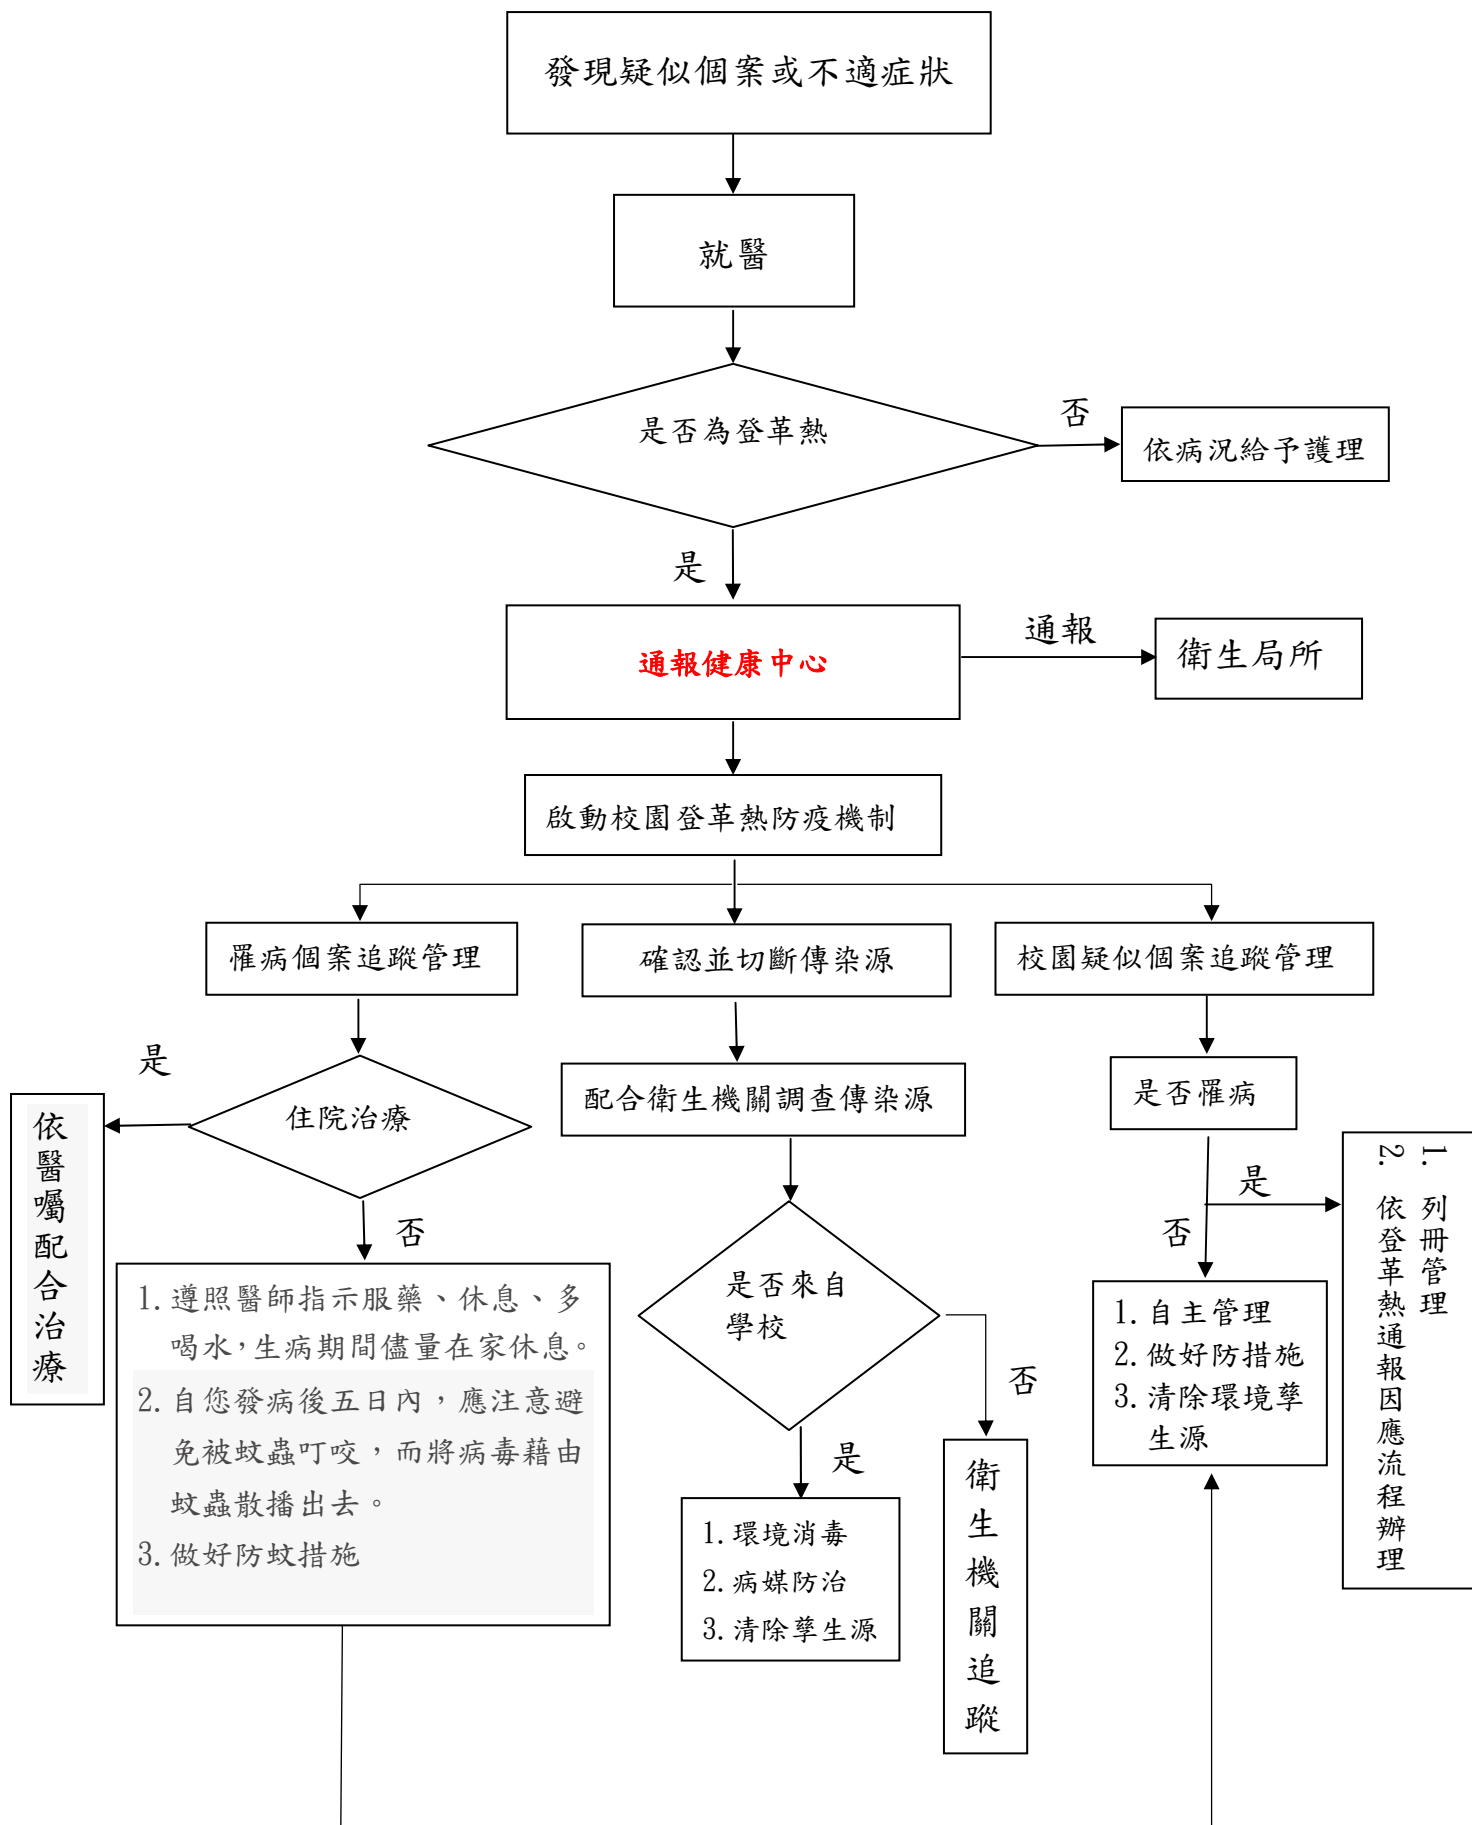 發現疑似個案或不適症狀
就醫
是否為登革熱
否
依病況給予護理
是
通報健康中心
通報
衛生局所
啟動校園登革熱防疫機制
罹病個案追蹤管理
確認並切斷傳染源
校園疑似個案追蹤管理
是
住院治療
依醫囑配合治療
否
1. 遵照醫師指示服藥、休息、多
喝水,生病期間儘量在家休息。
2. 自您發病後五日內，應注意避
免被蚊蟲叮咬，而將病毒藉由
蚊蟲散播出去。
3. 做好防蚊措施
配合衛生機關調查傳染源
是否來自
學校
是
1. 環境消毒
2. 病媒防治
3. 清除孳生源
否
衛生機關追蹤
是否罹病
是
1. 列冊管理
2. 依登革熱通報因應流程辦理
否
1. 自主管理
2. 做好防措施
3. 清除環境孳
生源